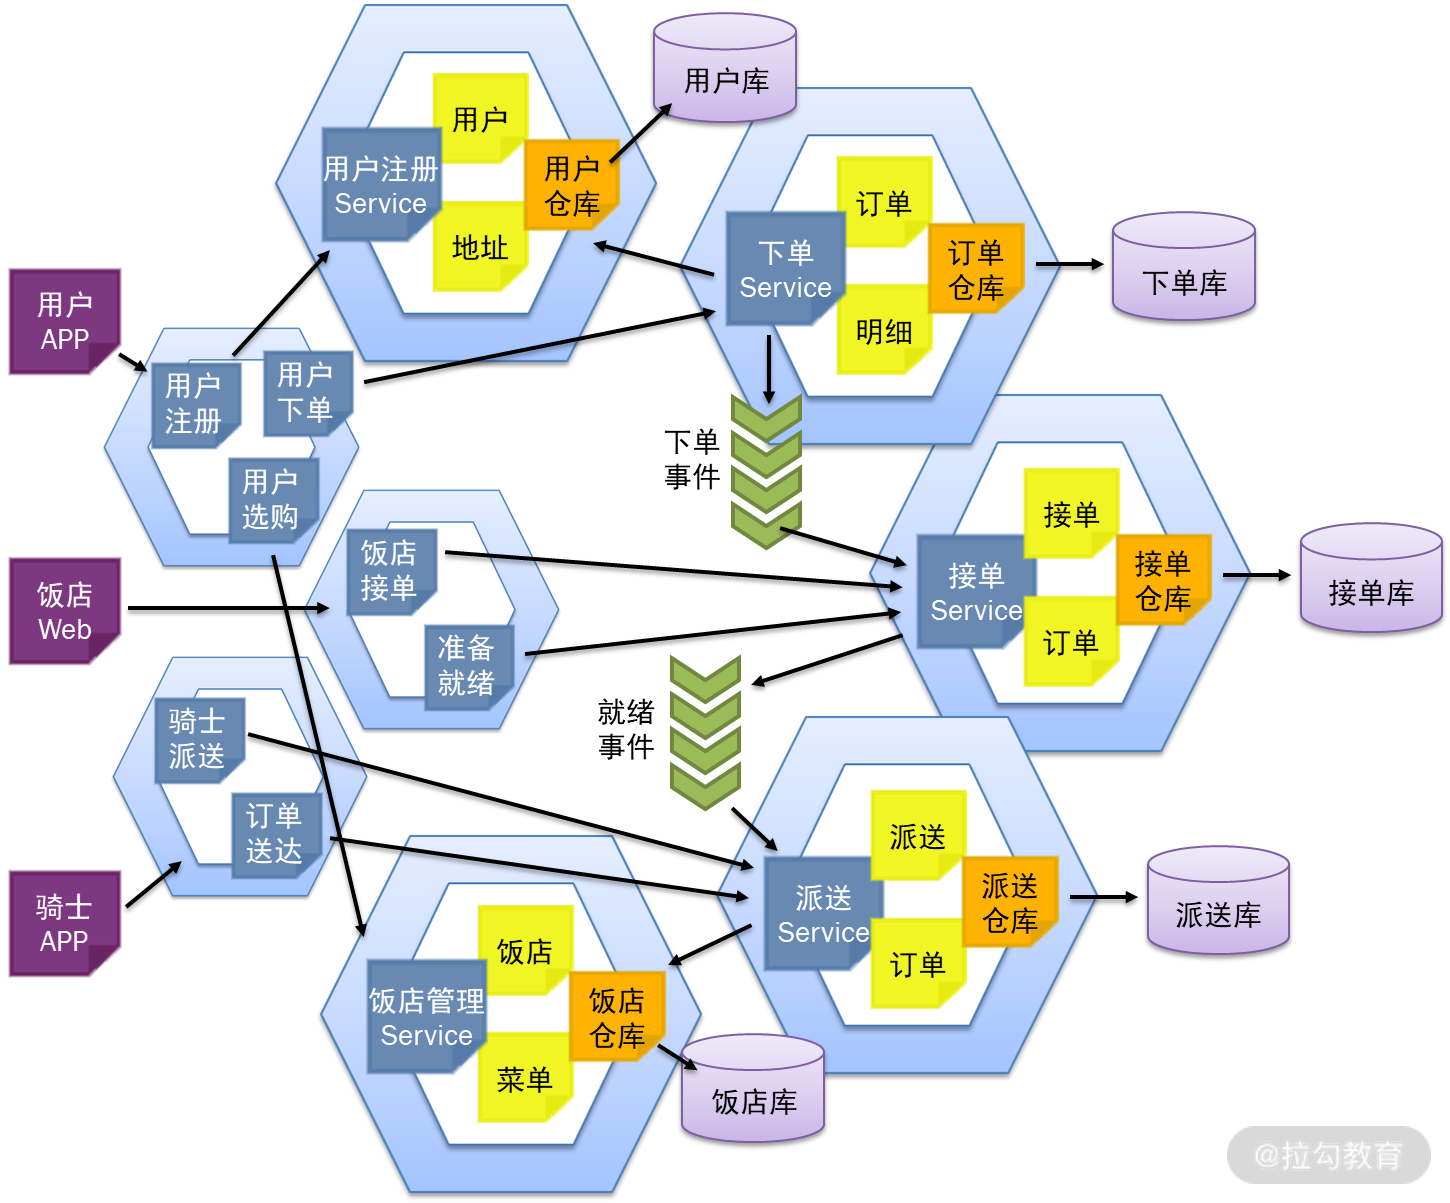 用户
用户库
用户注册
Service
用户
仓库
地址
订单
下单
Service
订单
仓库
下单库
明细
用户
APP
用户
注册
用户
下单
用户
选购
下单
事件
接单
接单
Service
接单
仓库
接单库
订单
饭店
Web
饭店
接单
准备
就绪
就绪
事件
骑士
派送
订单
送达
骑士
APP
派送
派送
Service
派送
仓库
派送库
订单
饭店
饭店管理
Service
饭店
仓库
饭店库
菜单
@拉勾教育